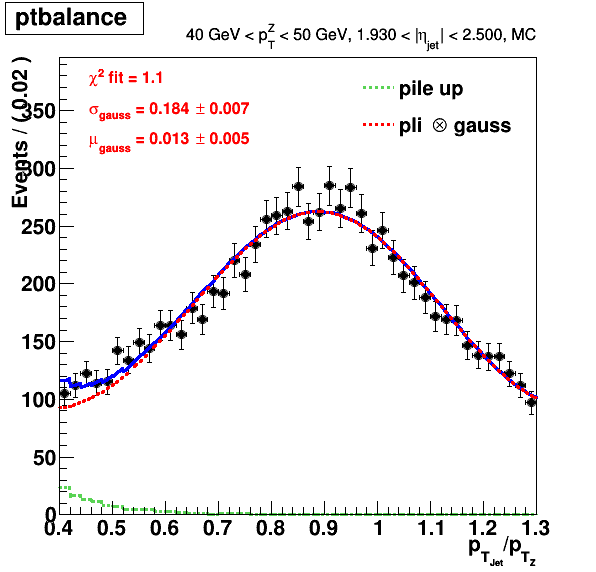 ptbalance
40 GeV < p_T^Z < 50 GeV, 1.930 < |η_jet| < 2.500, MC
χ² fit = 1.1
σ_gauss = 0.184 ± 0.007
μ_gauss = 0.013 ± 0.005
pile up
pli ⊗ gauss
Events / ( 0.02 )
350
300
250
200
150
100
50
0
0.4 0.5 0.6 0.7 0.8 0.9 1 1.1 1.2 1.3
p_T_Jet/p_T_Z